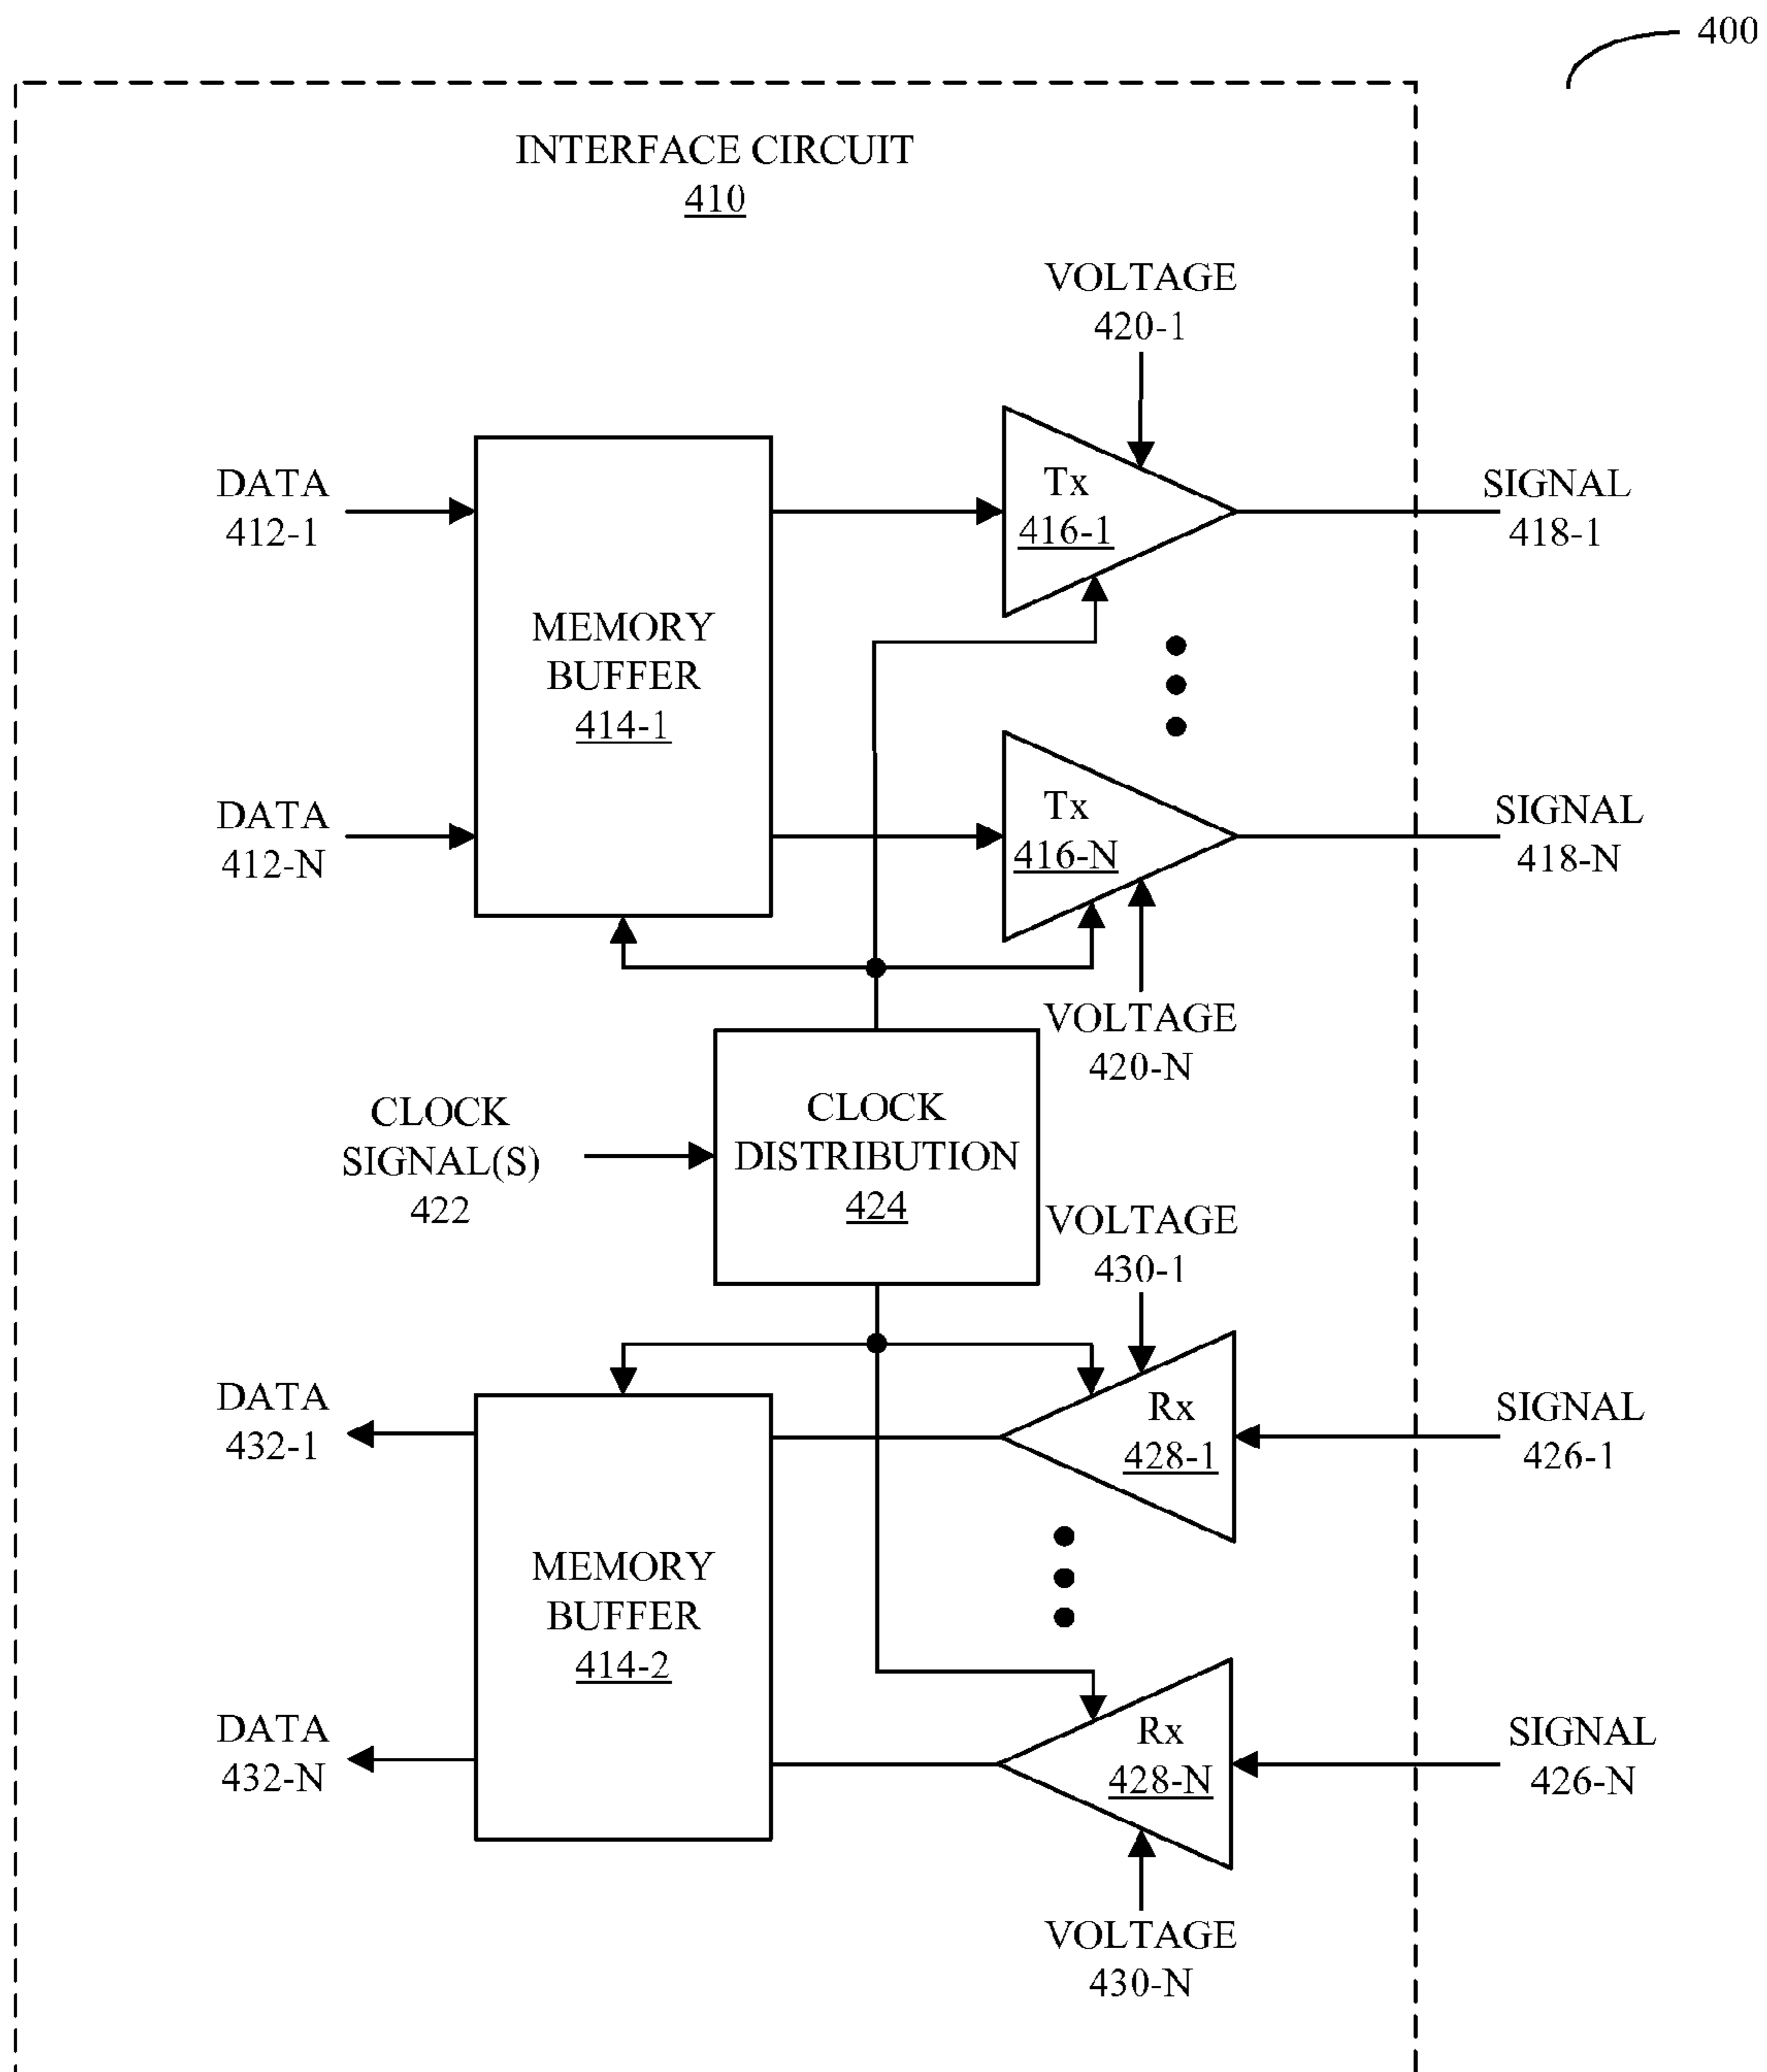 400
INTERFACE CIRCUIT
410
VOLTAGE
420-1
DATA
412-1
Tx
416-1
SIGNAL
418-1
MEMORY
BUFFER
414-1
DATA
412-N
Tx
416-N
SIGNAL
418-N
VOLTAGE
420-N
CLOCK
SIGNAL(S)
422
CLOCK
DISTRIBUTION
424
VOLTAGE
430-1
DATA
432-1
Rx
428-1
SIGNAL
426-1
MEMORY
BUFFER
414-2
DATA
432-N
Rx
428-N
SIGNAL
426-N
VOLTAGE
430-N